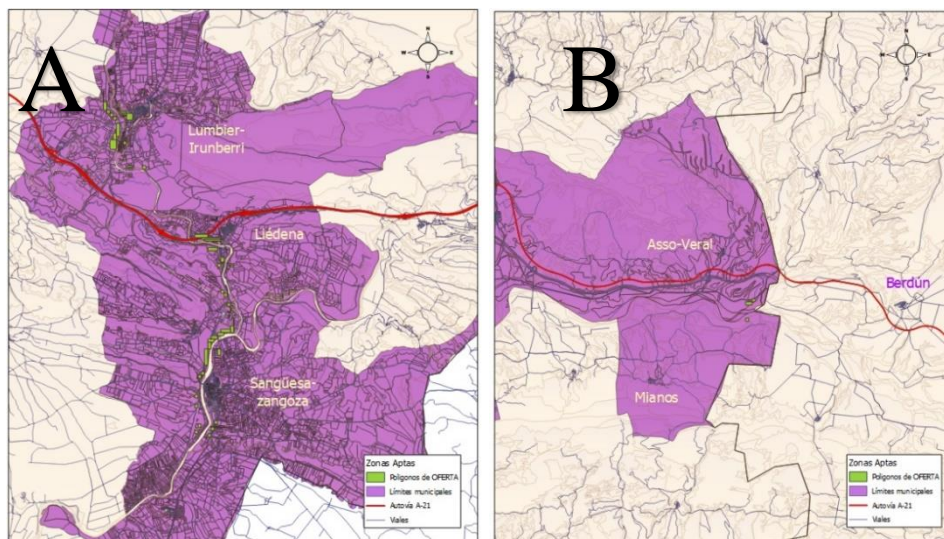 A
N
W
E
S
Lumbier-
Irunberri
Liédena
Sangüesa-
zangoza
Zonas Aptas
Polígonos de OFERTA
Límites municipales
Autovía A-21
Viales
B
N
W
E
S
Asso-Veral
Berdún
Mianos
Zonas Aptas
Polígonos de OFERTA
Límites municipales
Autovía A-21
Viales